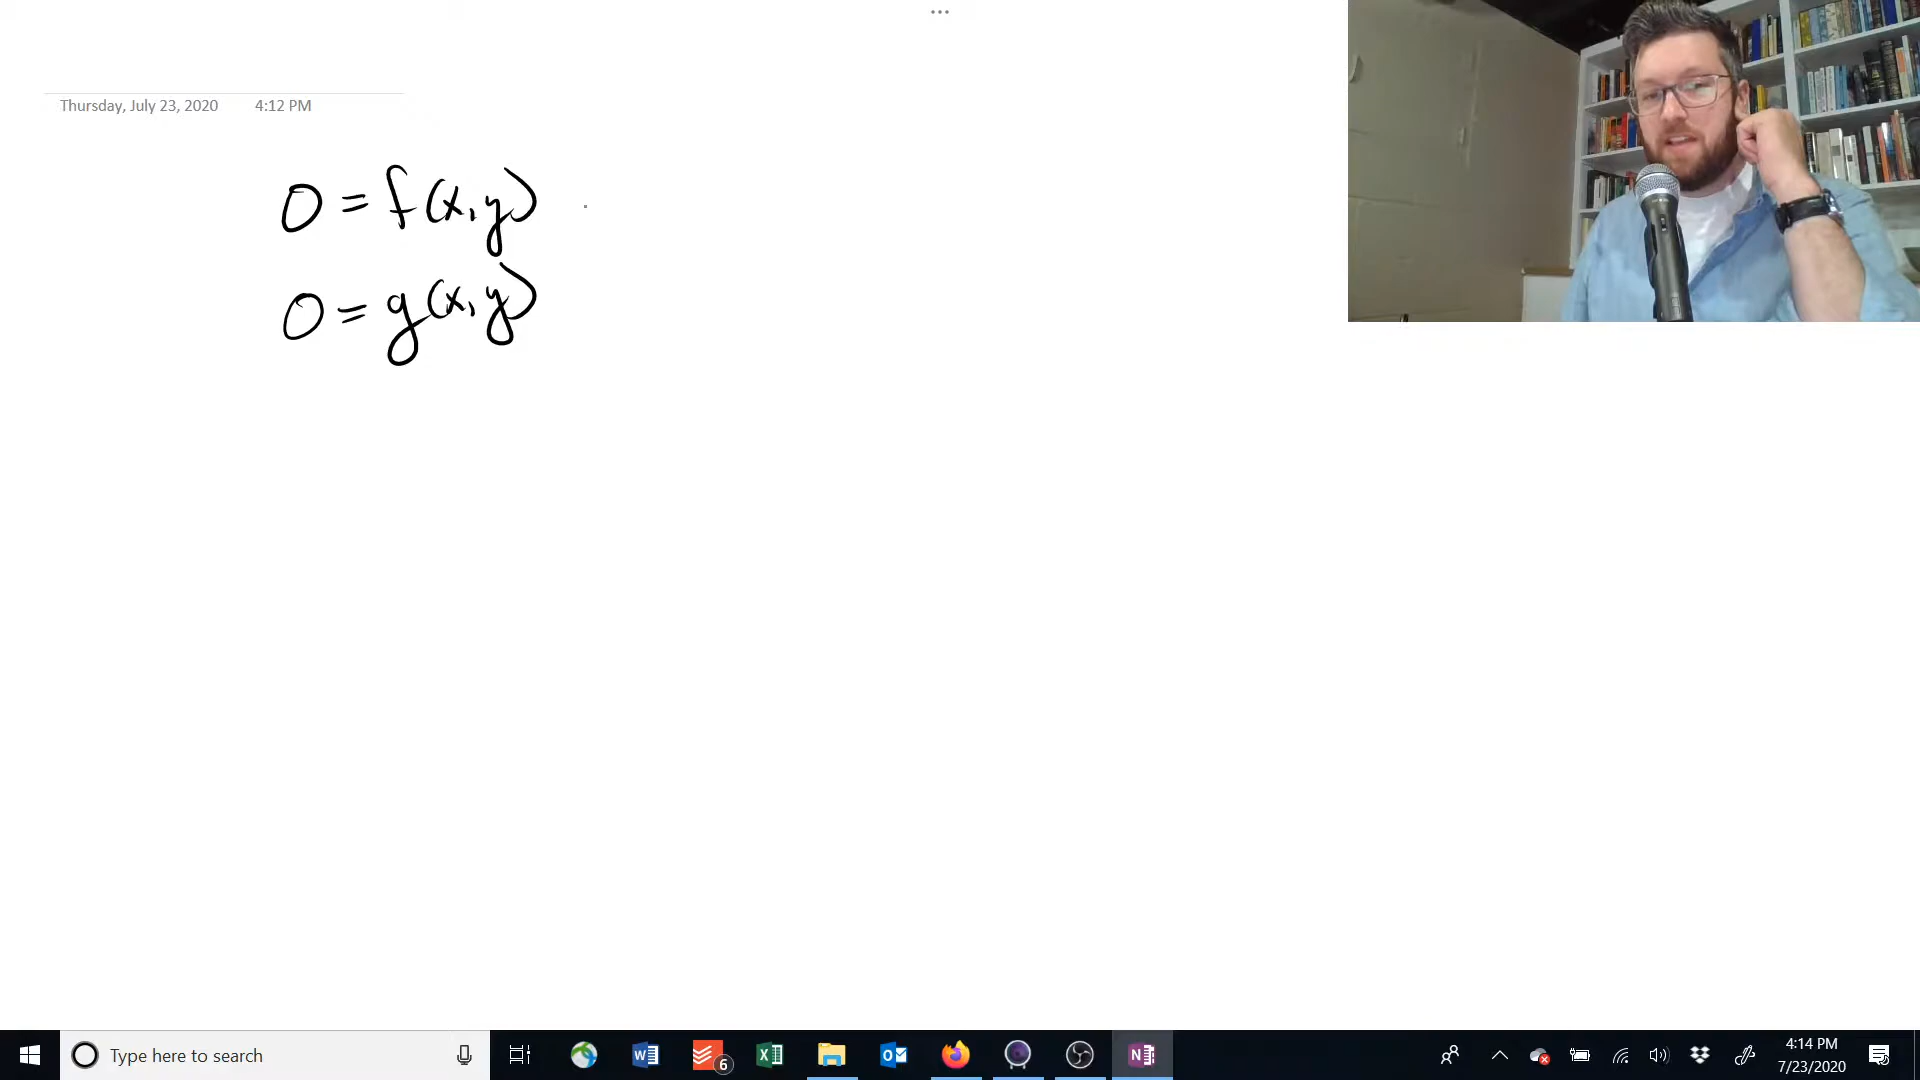 ...
Thursday, July 23, 2020 4:12 PM
0 = f(x,y)
0 = g(x,y)
Type here to search
6
4:14 PM
7/23/2020